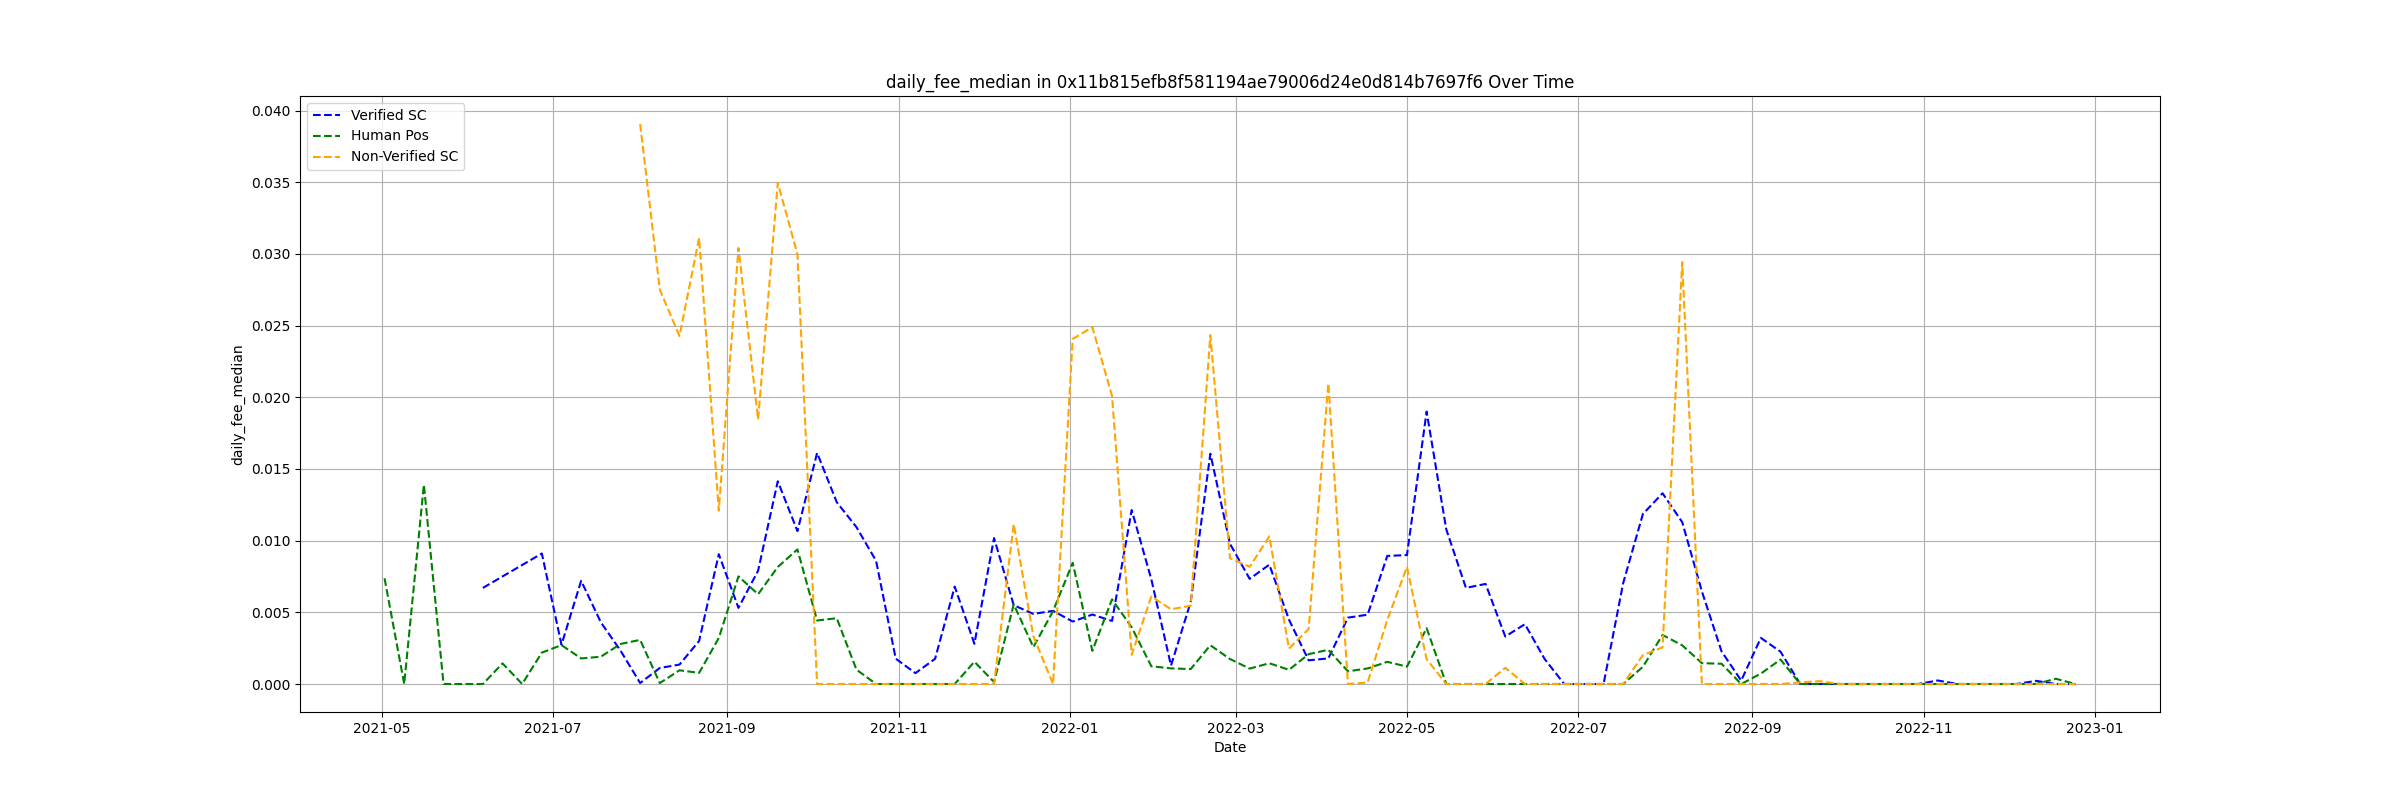 daily_fee_median in 0x11b815efb8f581194ae79006d24e0d814b7697f6 Over Time
Verified SC
Human Pos
Non-Verified SC
0.040
0.035
0.030
0.025
0.020
0.015
0.010
0.005
0.000
daily_fee_median
2021-05 2021-07 2021-09 2021-11 2022-01 2022-03 2022-05 2022-07 2022-09 2022-11 2023-01
Date